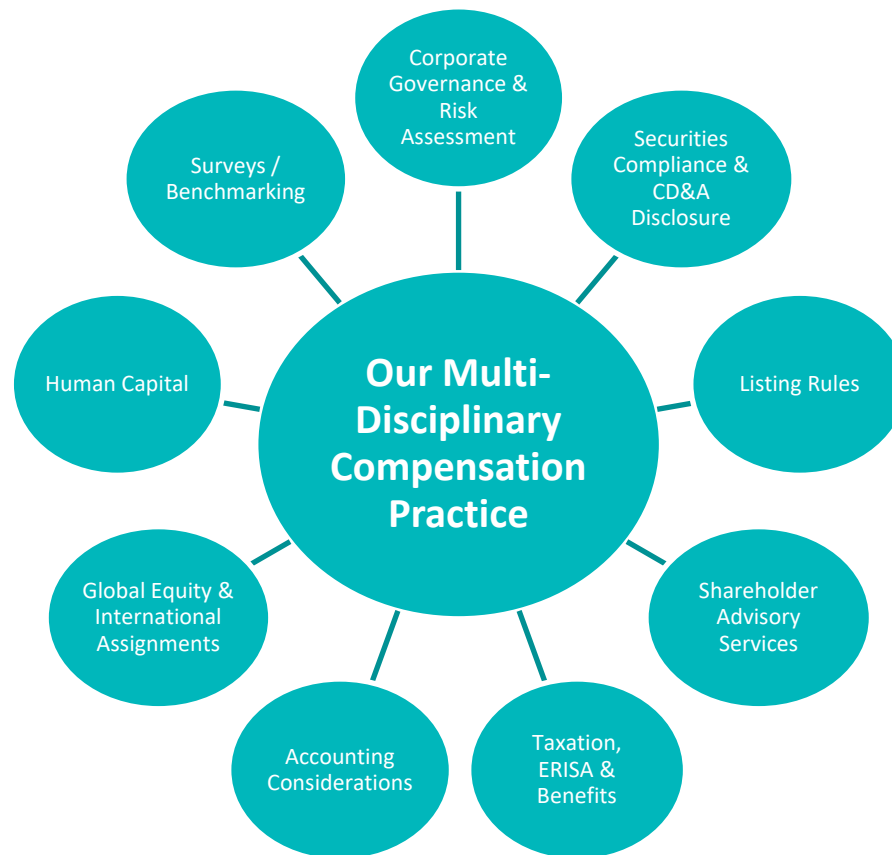 Corporate
Governance &
Risk
Assessment
Securities
Compliance &
CD&A
Disclosure
Surveys /
Benchmarking
Human Capital
Our Multi-
Disciplinary
Compensation
Practice
Listing Rules
Global Equity &
International
Assignments
Shareholder
Advisory
Services
Accounting
Considerations
Taxation,
ERISA &
Benefits